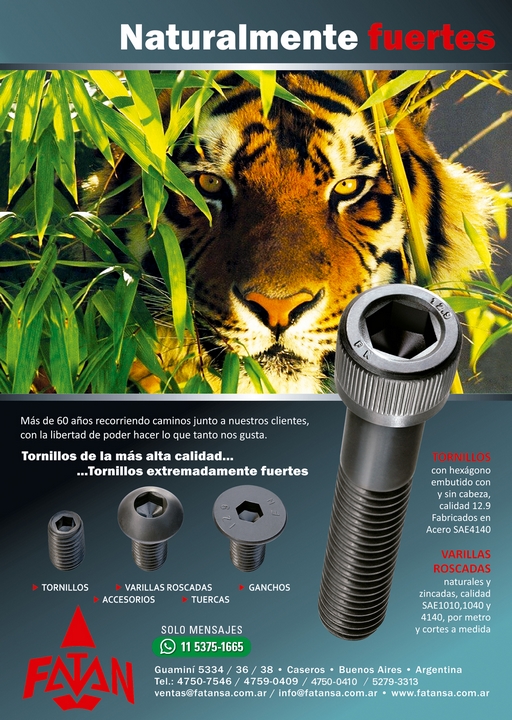 Naturalmente fuertes
12.9
Más de 60 años recorriendo caminos junto a nuestros clientes,
con la libertad de poder hacer lo que tanto nos gusta.
Tornillos de la más alta calidad...
...Tornillos extremadamente fuertes
TORNILLOS
con hexágono
embutido con
y sin cabeza,
calidad 12.9
Fabricados en
Acero SAE4140
VARILLAS
ROSCADAS
naturales y
zincadas, calidad
SAE1010,1040 y
4140, por metro
y cortes a medida
TORNILLOS VARILLAS ROSCADAS GANCHOS
ACCESORIOS TUERCAS
SOLO MENSAJES
11 5375-1665
FATAN
Guaminí 5334 / 36 / 38 • Caseros • Buenos Aires • Argentina
Tel.: 4750-7546 / 4759-0409 / 4750-0410 / 5279-3313
ventas@fatansa.com.ar / info@fatansa.com.ar • www.fatansa.com.ar